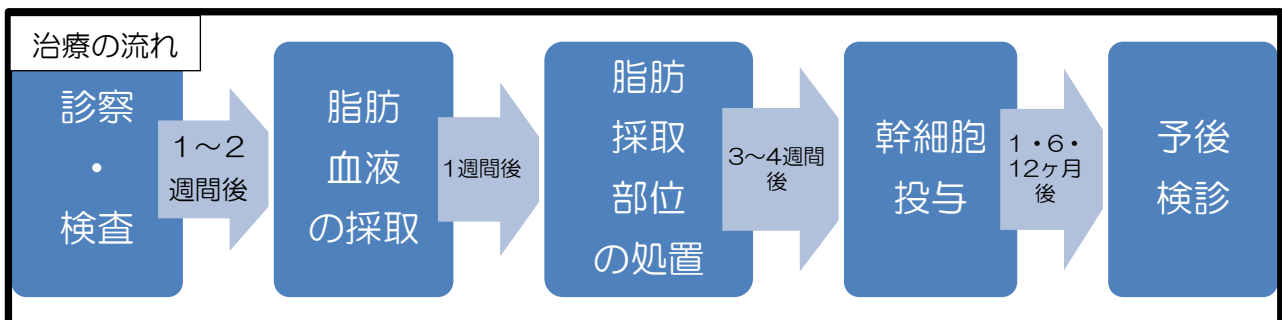 治療の流れ
診察
・
検査
１～２
週間後
脂肪
血液
の採取
1週間後
脂肪
採取
部位
の処置
3～4週間
後
幹細胞
投与
1・6・
12ヶ月
後
予後
検診